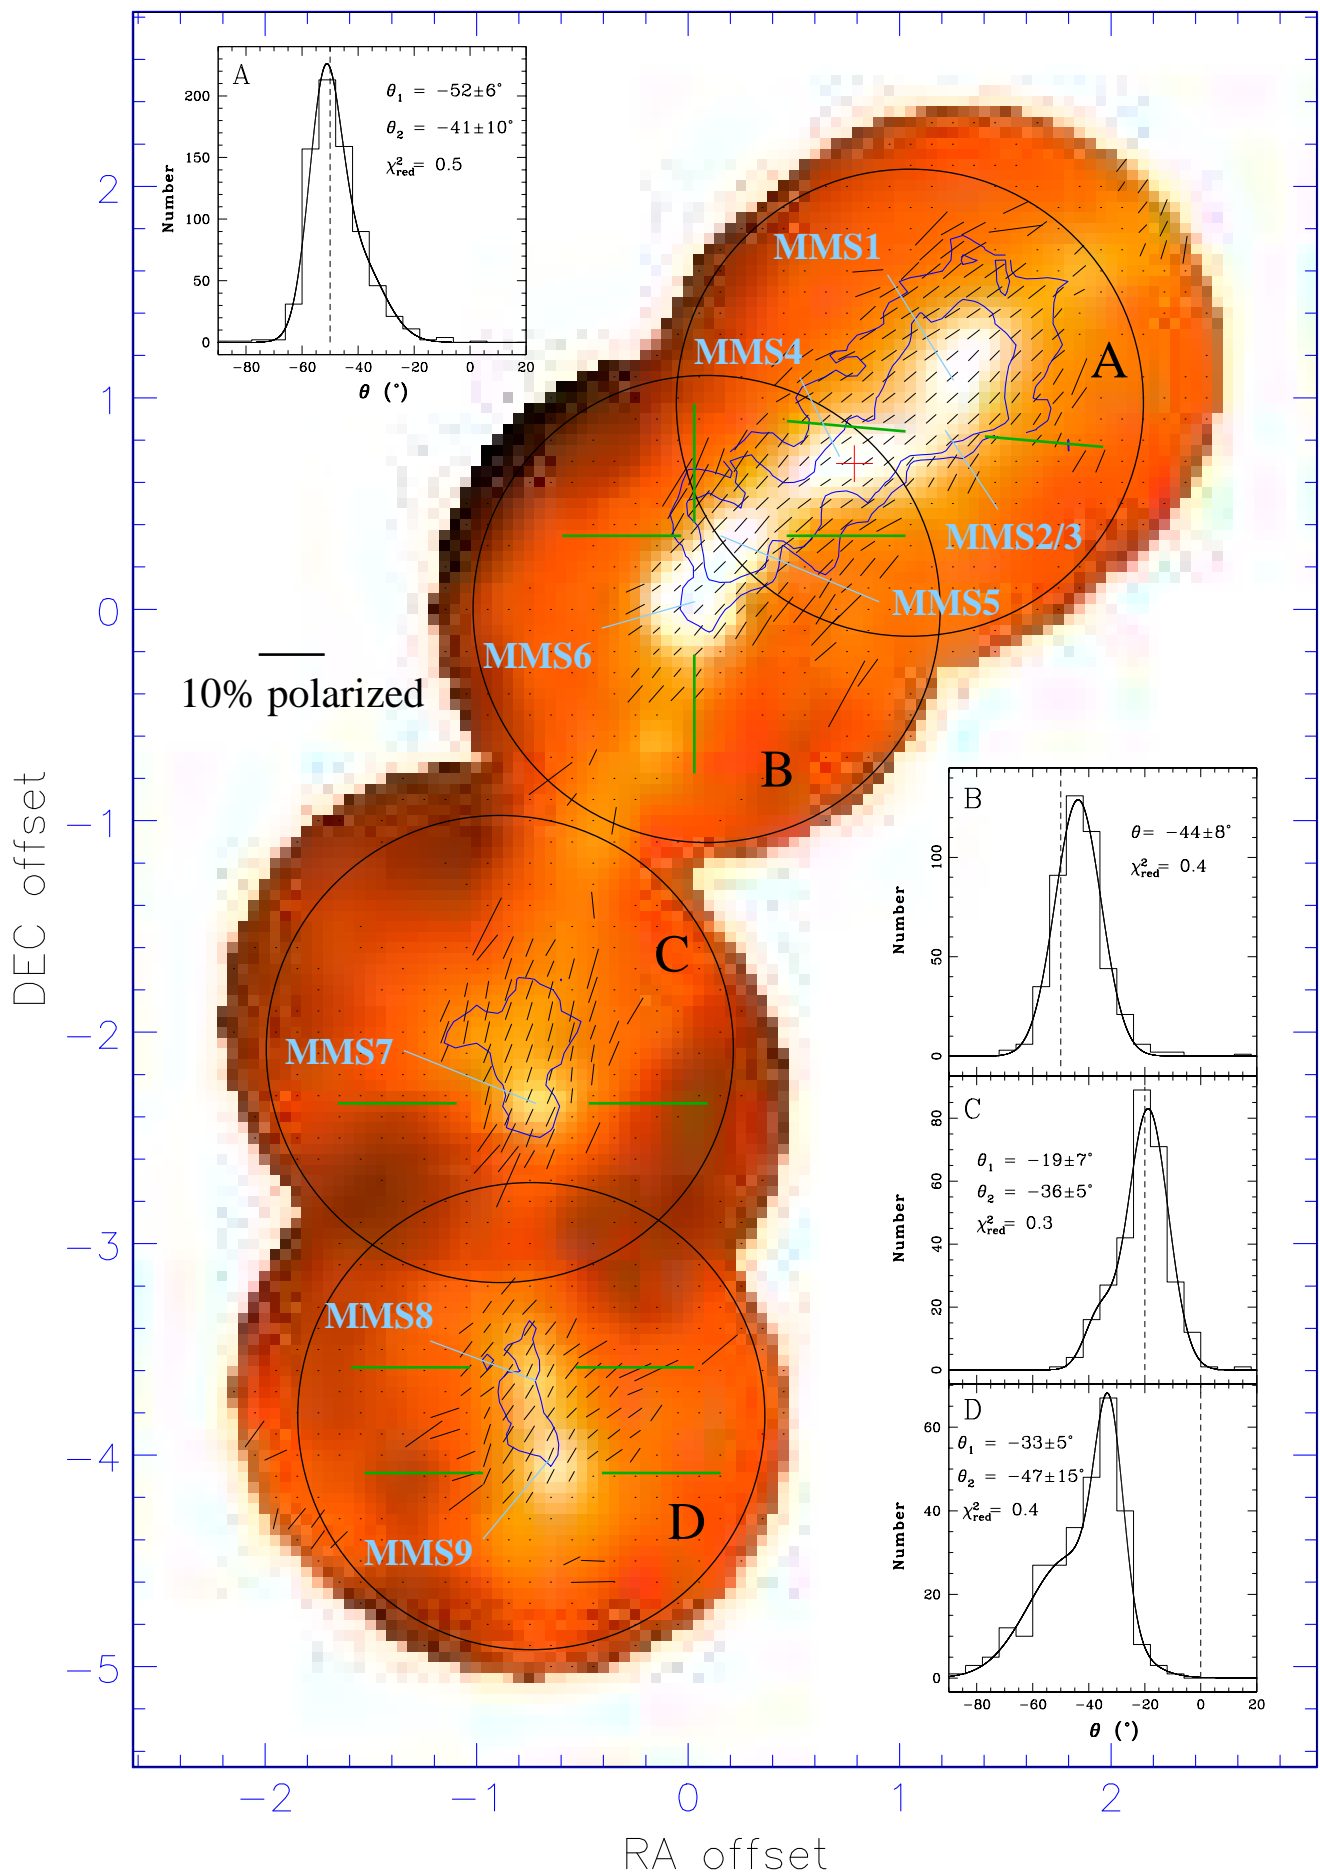 A
θ₁ = −52±6°
θ₂ = −41±10°
χ²red= 0.5
Number
200
150
100
50
0
−80 −60 −40 −20 0 20
θ (°)
MMS1
MMS4
A
MMS2/3
MMS5
MMS6
10% polarized
B
B
θ= −44±8°
χ²red= 0.4
Number
100
50
0
C
MMS7
C
θ₁ = −19±7°
θ₂ = −36±5°
χ²red= 0.3
Number
80
60
40
20
0
MMS8
D
MMS9
D
θ₁ = −33±5°
θ₂ = −47±15°
χ²red= 0.4
Number
60
40
20
0
−80 −60 −40 −20 0 20
θ (°)
DEC offset
2
1
0
−1
−2
−3
−4
−5
−2 −1 0 1 2
RA offset